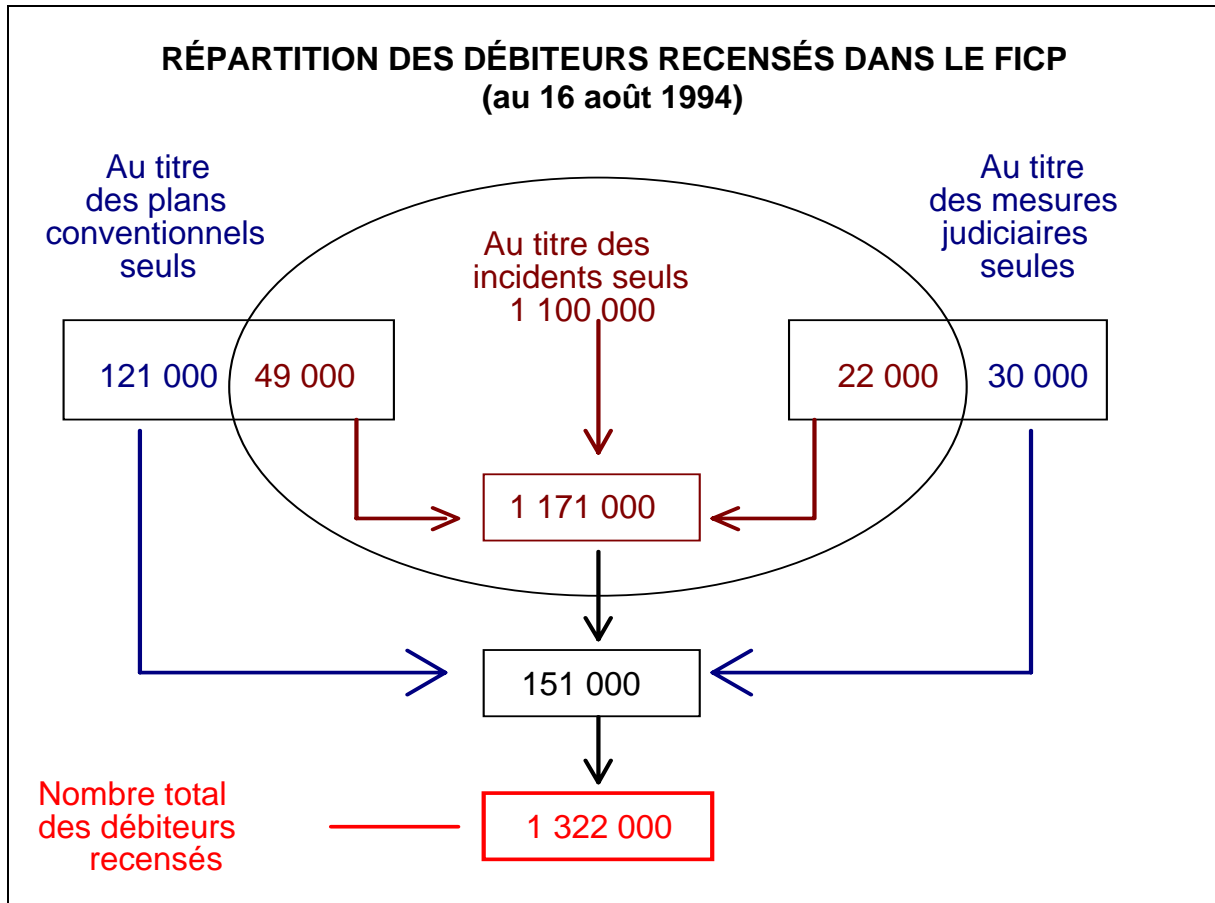 RÉPARTITION DES DÉBITEURS RECENSÉS DANS LE FICP
(au 16 août 1994)
Au titre
des plans
conventionnels
seuls
Au titre des
incidents seuls
1 100 000
Au titre
des mesures
judiciaires
seules
121 000
49 000
22 000
30 000
1 171 000
151 000
Nombre total
des débiteurs
recensés
1 322 000